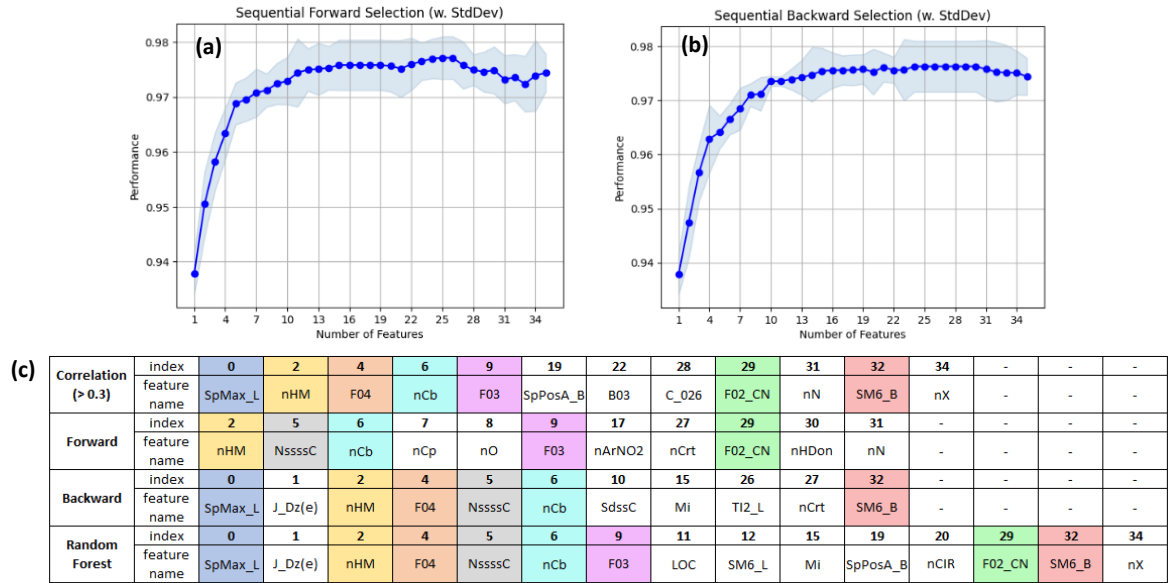 Sequential Forward Selection (w. StdDev)
(a)
0.98
0.97
0.96
0.95
0.94
Performance
1 4 7 10 13 16 19 22 25 28 31 34
Number of Features
Sequential Backward Selection (w. StdDev)
(b)
0.98
0.97
0.96
0.95
0.94
Performance
1 4 7 10 13 16 19 22 25 28 31 34
Number of Features
(c)
Correlation (> 0.3)
index 0 2 4 6 9 19 22 28 29 31 32 34 - - -
feature name SpMax_L nHM F04 nCb F03 SpPosA_B B03 C_026 F02_CN nN SM6_B nX - - -
Forward
index 2 5 6 7 8 9 17 27 29 30 31 - - - -
feature name nHM NssssC nCb nCp nO F03 nArNO2 nCrt F02_CN nHDon nN - - - -
Backward
index 0 1 2 4 5 6 10 15 26 27 32 - - - -
feature name SpMax_L J_Dz(e) nHM F04 NssssC nCb SdssC Mi TI2_L nCrt SM6_B - - - -
Random Forest
index 0 1 2 4 5 6 9 11 12 15 19 20 29 32 34
feature name SpMax_L J_Dz(e) nHM F04 NssssC nCb F03 LOC SM6_L Mi SpPosA_B nCIR F02_CN SM6_B nX